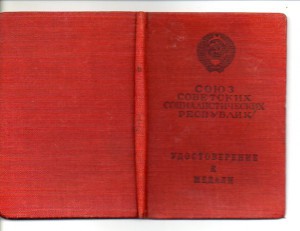 СОЮЗ
СОВЕТСКИХ
СОЦИАЛИСТИЧЕСКИХ
РЕСПУБЛИК
УДОСТОВЕРЕНИЕ
К
МЕДАЛИ